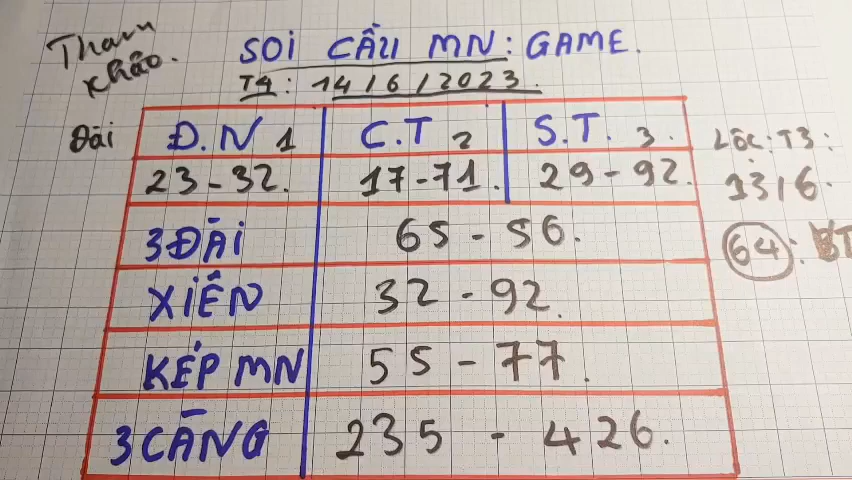 Tham khảo.
SOI CẦU MN: GAME.
T4: 14/6/2023.
Đài Đ.N 1 C.T 2 S.T. 3.
23-32. 17-71. 29-92.
3 ĐÀI 65-56.
XIÊN 32-92.
KÉP MN 55-77.
3 CÀNG 235-426.
Lộc: T3:
13/6.
64: